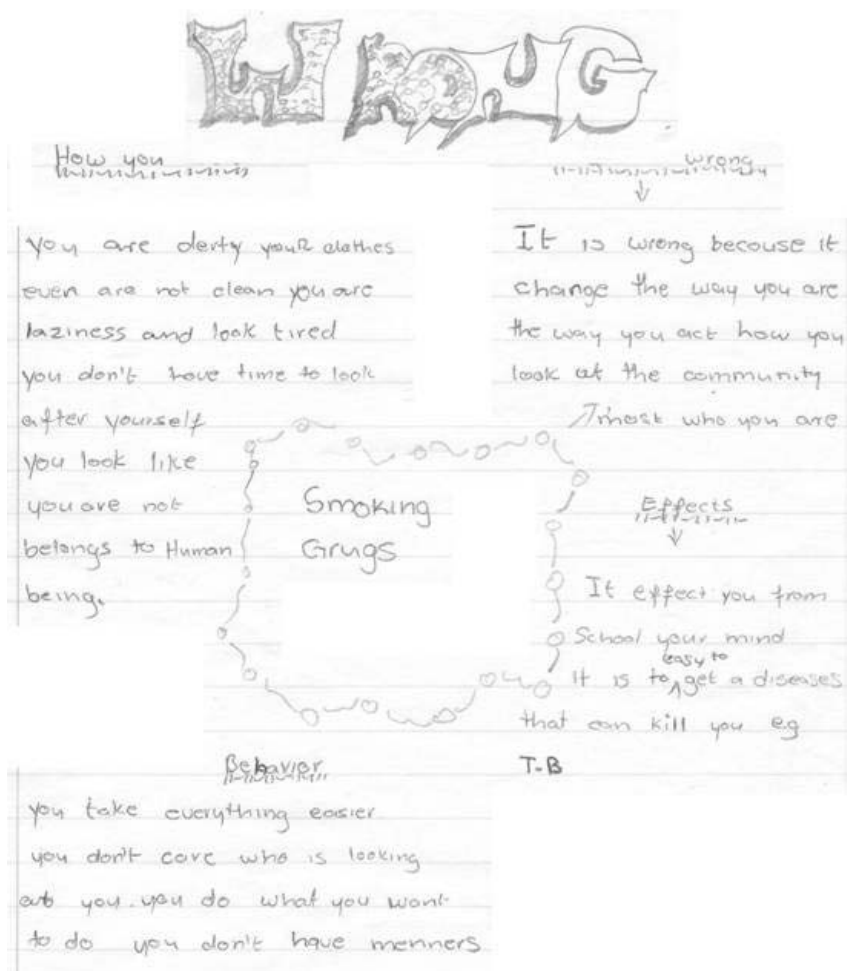 WRONG
How you
you are derty your clothes
even are not clean you are
laziness and look tired
you don't have time to look
after yourself
you look like
you are not
belongs to Human
being.
wrong
It is wrong becouse it
change the way you are
the way you act how you
look at the community
most who you are
Smoking
Grugs
Effects
It effect you from
School your mind
It is to easy to get a diseases
that can kill you e.g
T-B
Behavior
you take everything easier
you don't care who is looking
at you. you do what you want
to do you don't have menners